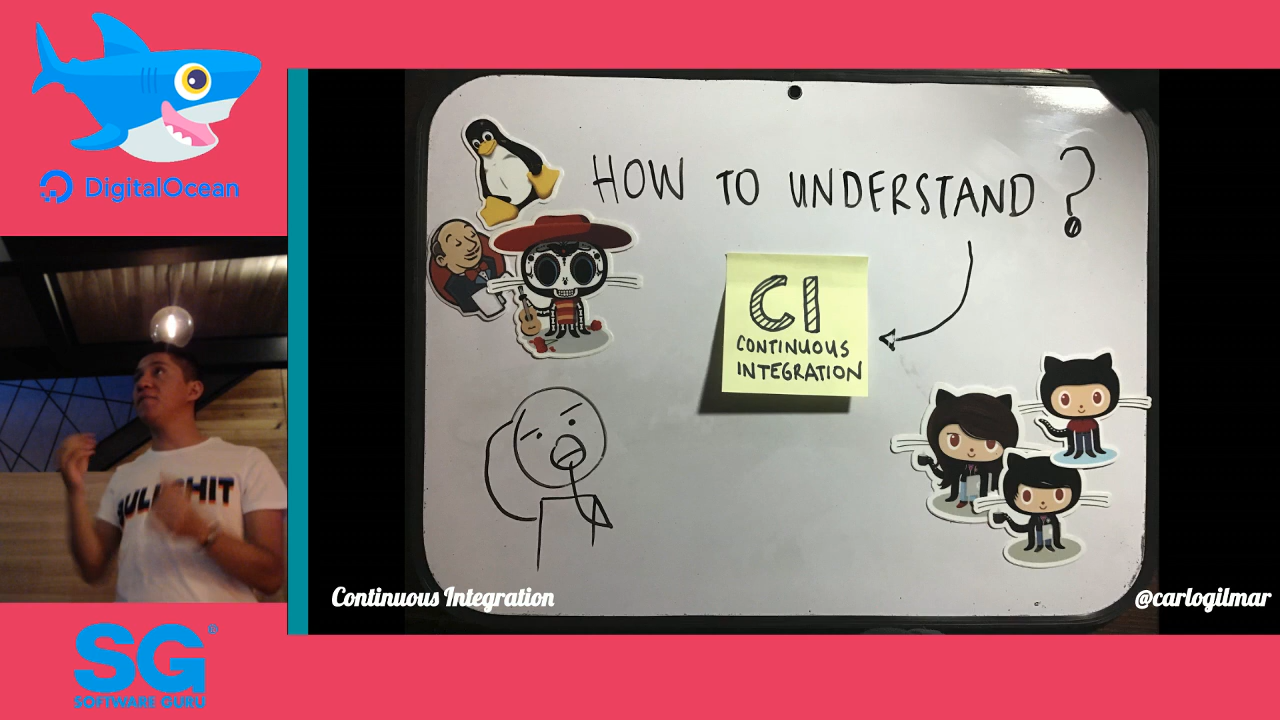 DigitalOcean
HOW TO UNDERSTAND?
CI
CONTINUOUS
INTEGRATION
Continuous Integration
@carlogilmar
SG®
SOFTWARE GURU